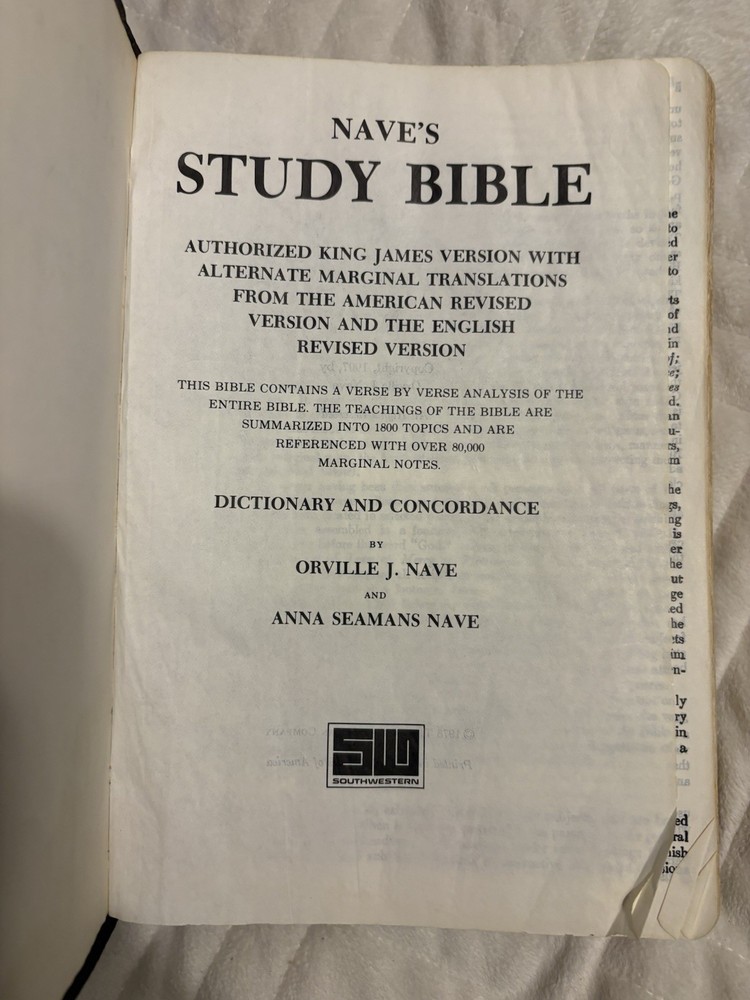 NAVE'S
STUDY BIBLE
AUTHORIZED KING JAMES VERSION WITH
ALTERNATE MARGINAL TRANSLATIONS
FROM THE AMERICAN REVISED
VERSION AND THE ENGLISH
REVISED VERSION
THIS BIBLE CONTAINS A VERSE BY VERSE ANALYSIS OF THE
ENTIRE BIBLE. THE TEACHINGS OF THE BIBLE ARE
SUMMARIZED INTO 1800 TOPICS AND ARE
REFERENCED WITH OVER 80,000
MARGINAL NOTES.
DICTIONARY AND CONCORDANCE
BY
ORVILLE J. NAVE
AND
ANNA SEAMANS NAVE
SW
SOUTHWESTERN